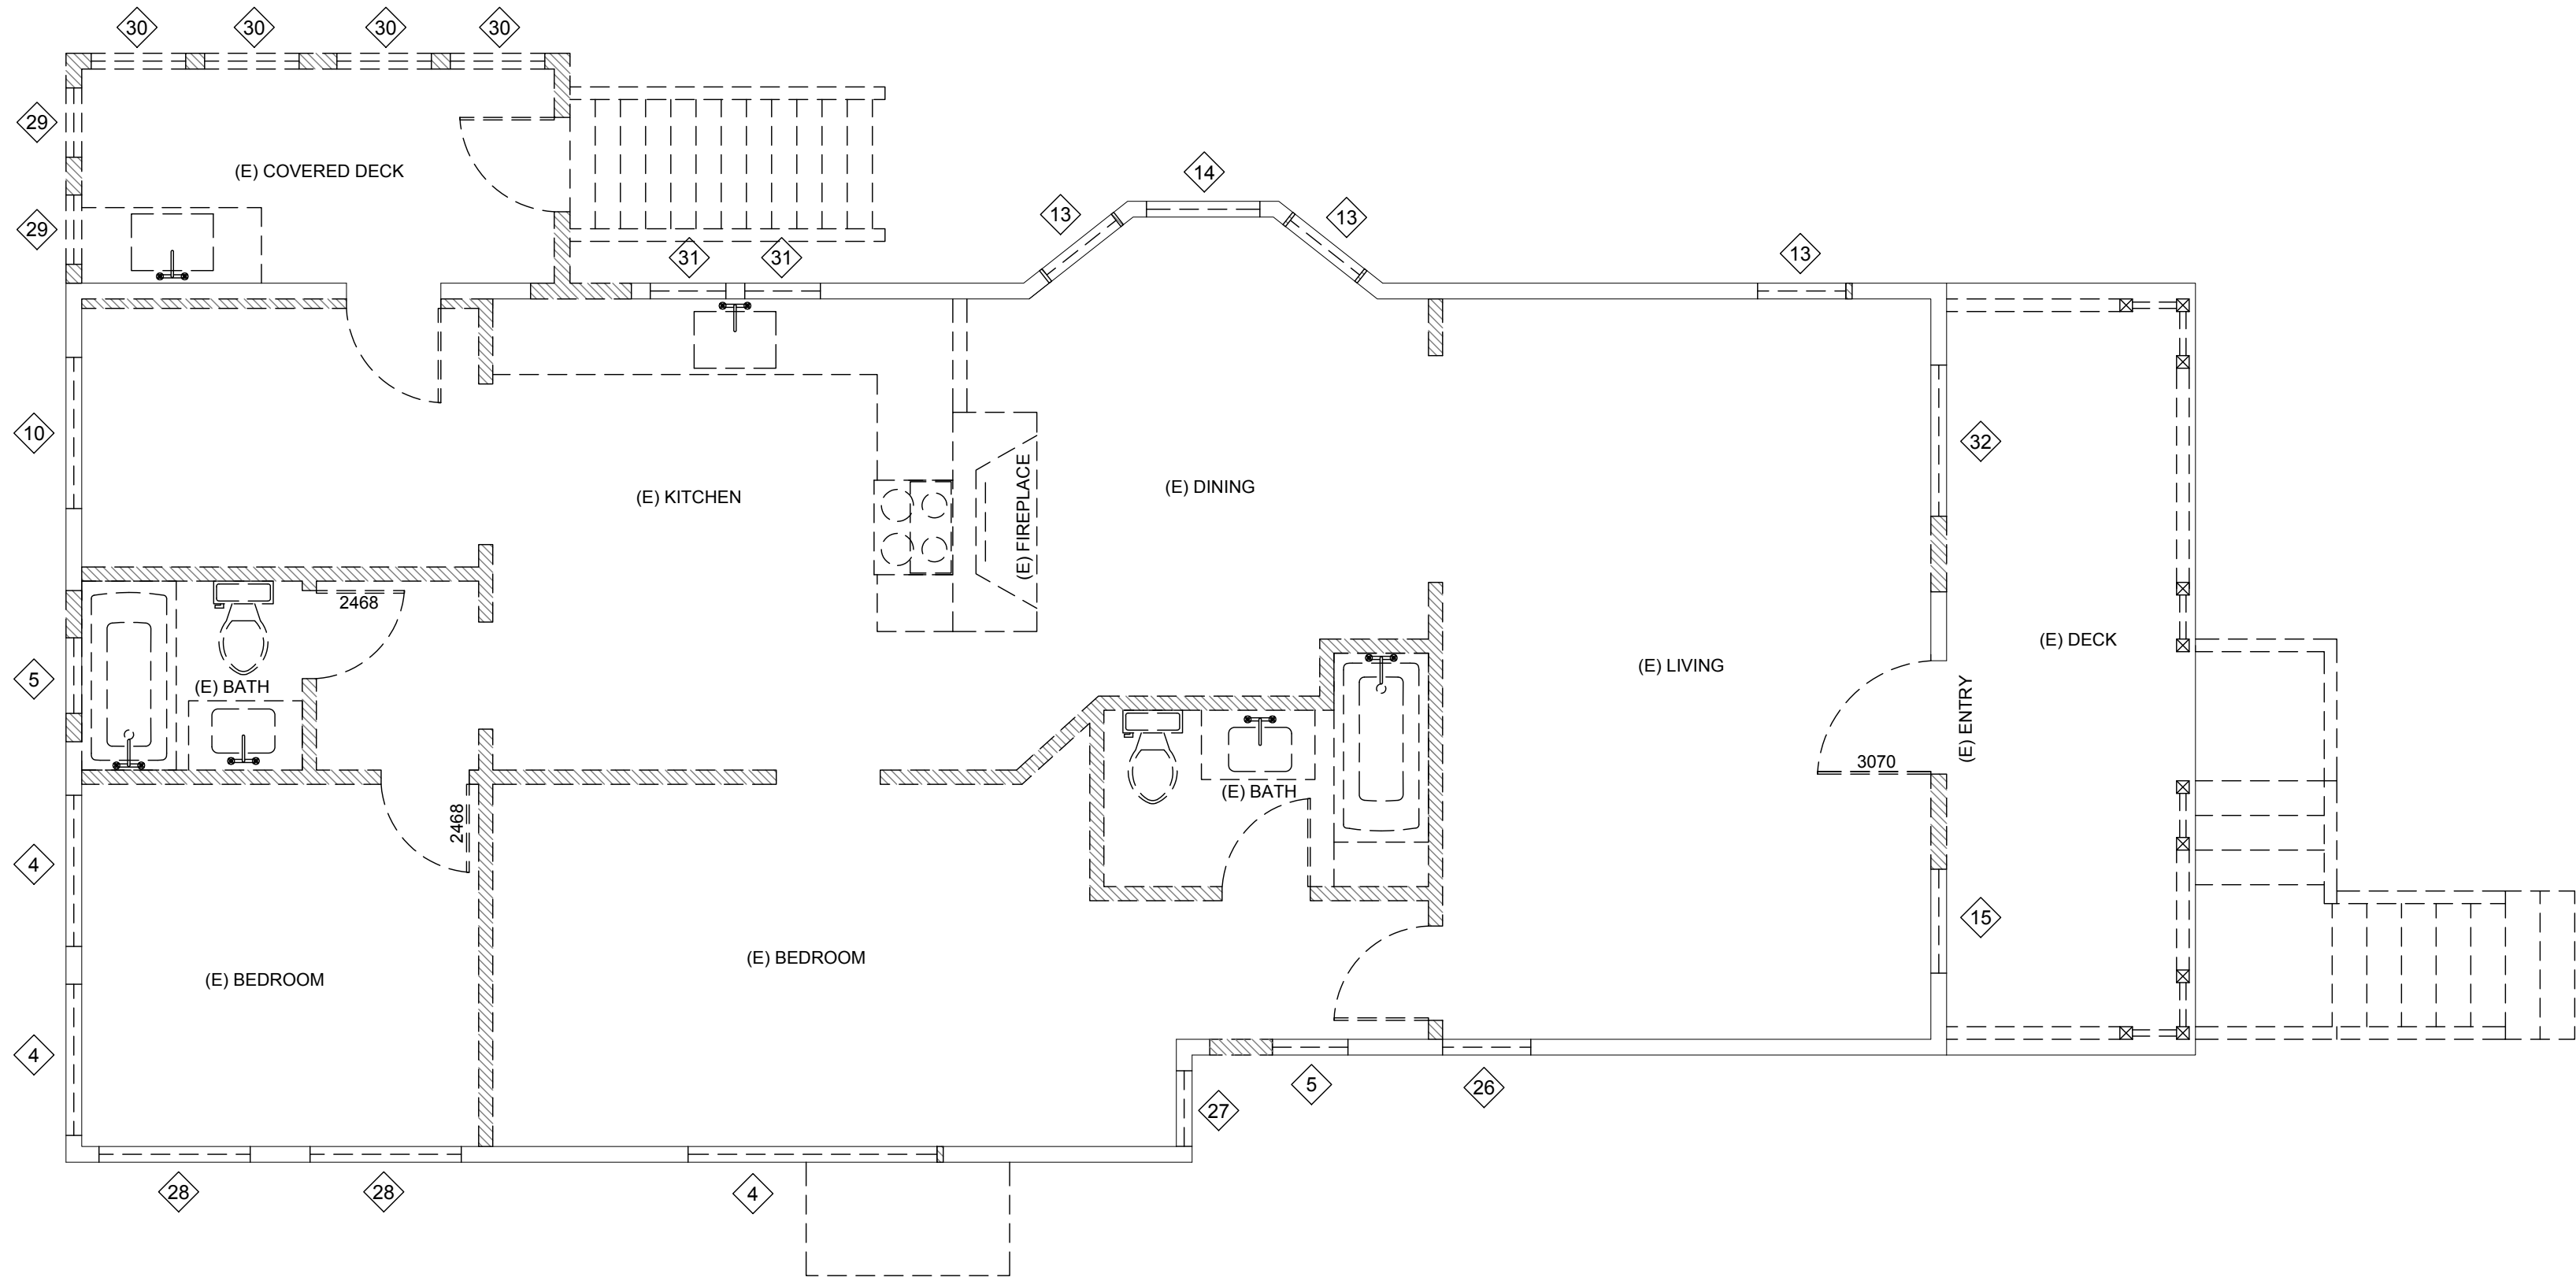 30
30
30
30
29
(E) COVERED DECK
14
13
13
29
31
31
13
10
32
(E) KITCHEN
(E) DINING
(E) FIREPLACE
2468
(E) DECK
(E) LIVING
5
(E) BATH
(E) ENTRY
3070
(E) BATH
2468
4
15
(E) BEDROOM
(E) BEDROOM
4
5
26
27
28
28
4